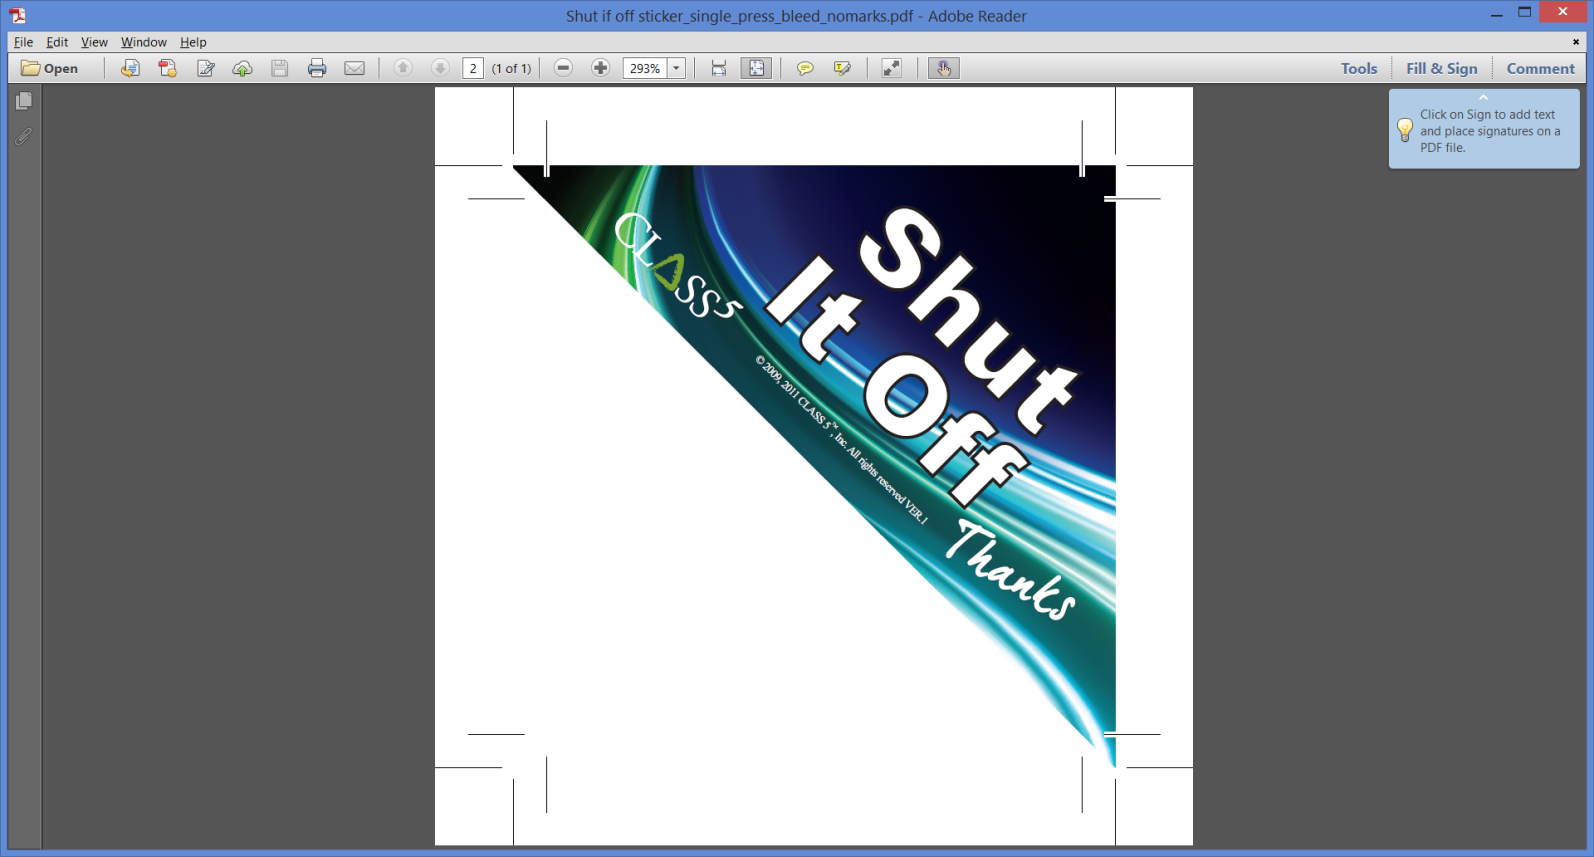 Shut if off sticker_single_press_bleed_nomarks.pdf - Adobe Reader
File Edit View Window Help
Open 2 (1 of 1) 293% Tools Fill & Sign Comment
Click on Sign to add text
and place signatures on a
PDF file.
Shut
It Off
CLASS5
© 2009, 2011 CLASS 5™, Inc. All rights reserved VER.1
Thanks